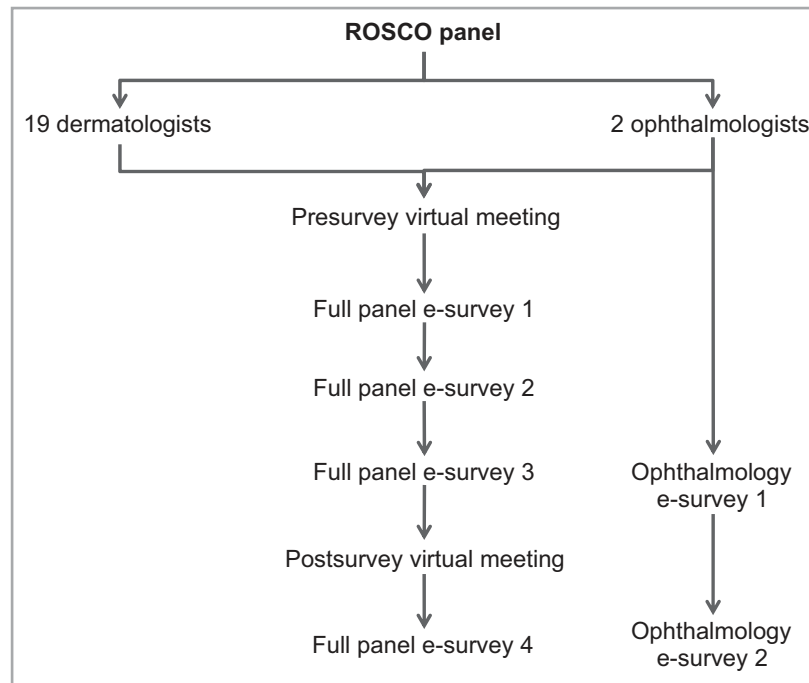 ROSCO panel
19 dermatologists
2 ophthalmologists
Presurvey virtual meeting
Full panel e-survey 1
Full panel e-survey 2
Full panel e-survey 3
Ophthalmology
e-survey 1
Postsurvey virtual meeting
Full panel e-survey 4
Ophthalmology
e-survey 2